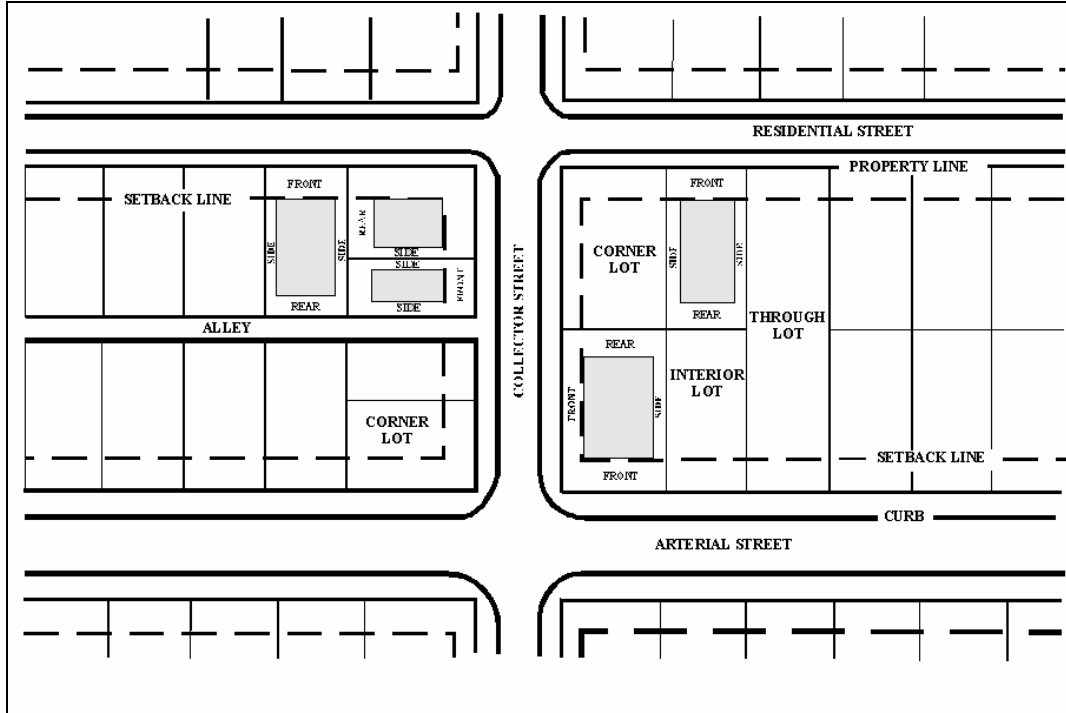 RESIDENTIAL STREET
PROPERTY LINE
SETBACK LINE
FRONT
SIDE
SIDE
REAR
REAR
SIDE
SIDE
SIDE
FRONT
ALLEY
CORNER
LOT
COLLECTOR STREET
CORNER
LOT
FRONT
SIDE
SIDE
REAR
THROUGH
LOT
REAR
FRONT
SIDE
FRONT
INTERIOR
LOT
SETBACK LINE
CURB
ARTERIAL STREET